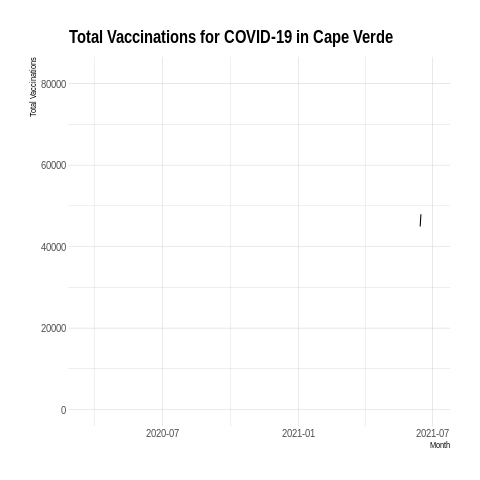 Total Vaccinations for COVID-19 in Cape Verde
Total Vaccinations
80000
60000
40000
20000
0
2020-07 2021-01 2021-07
Month